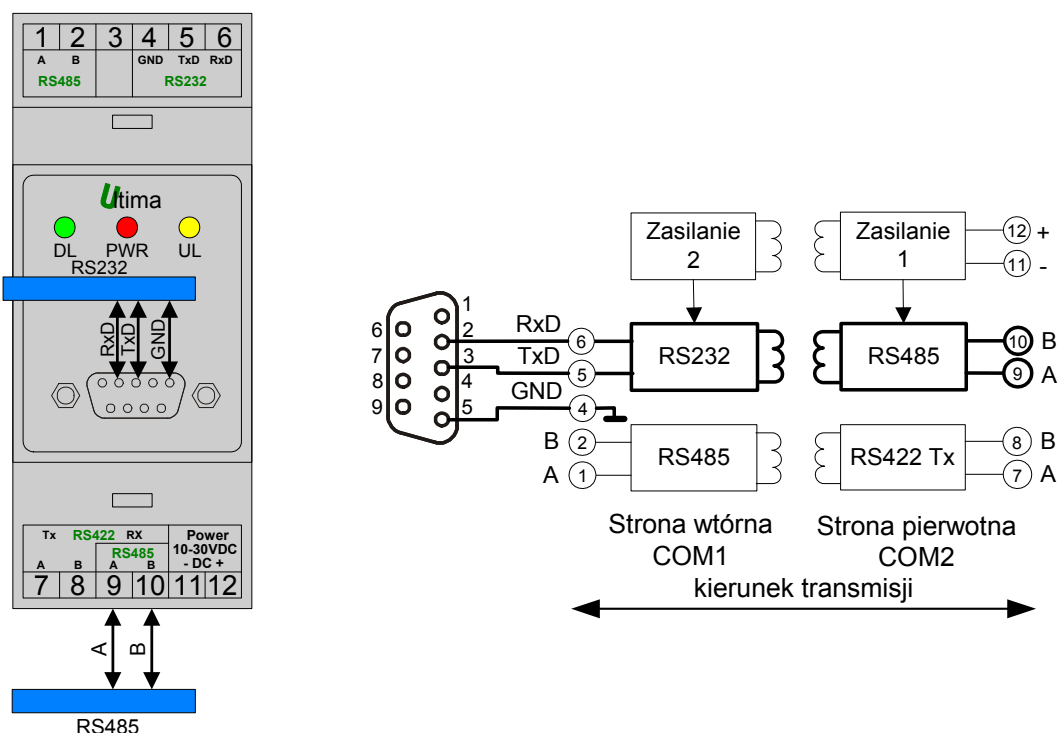 1 2 3 4 5 6
A B GND TxD RxD
RS485 RS232
Ultima
DL PWR UL
RS232
RxD TxD GND
Tx RS422 RX Power
10-30VDC
RS485
A B A B - DC +
7 8 9 10 11 12
A B
RS485
Zasilanie
2
Zasilanie
1
12 +
11 -
1
6 2
7 3
8 4
9 5
RxD 6
TxD 5
GND 4
RS232
RS485
10 B
9 A
B 2
A 1
RS485
RS422 Tx
8 B
7 A
Strona wtórna
COM1
Strona pierwotna
COM2
kierunek transmisji